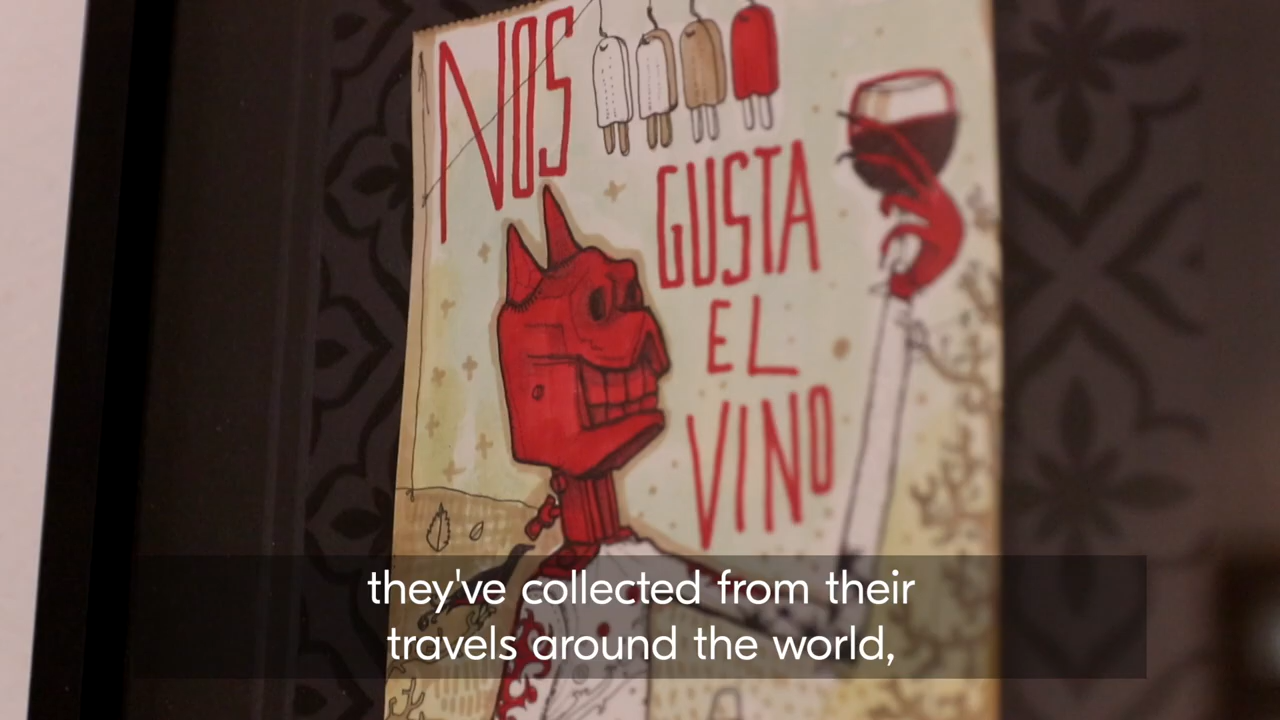 NOS
GUSTA
EL
VINO
they've collected from their
travels around the world,